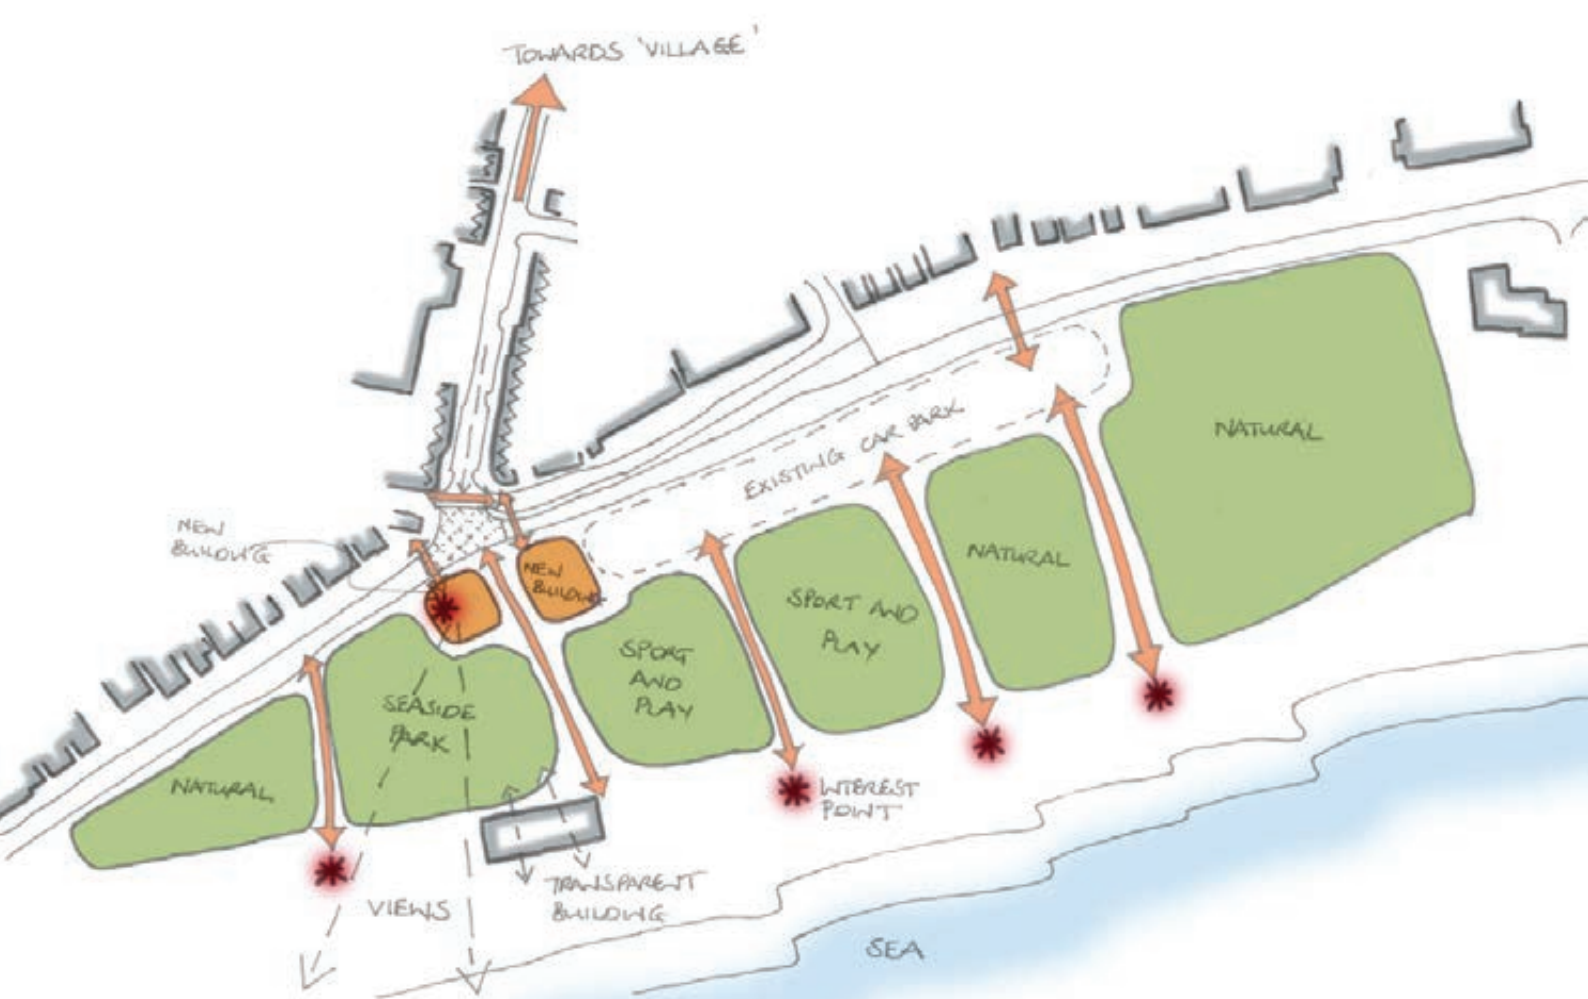 TOWARDS 'VILLAGE'
NATURAL
EXISTING CAR PARK
NEW
BUILDING
NEW
BUILDING
NATURAL
SPORT AND
PLAY
SPORT
AND
PLAY
SEASIDE
PARK
NATURAL
INTEREST
POINT
TRANSPARENT
BUILDING
VIEWS
SEA